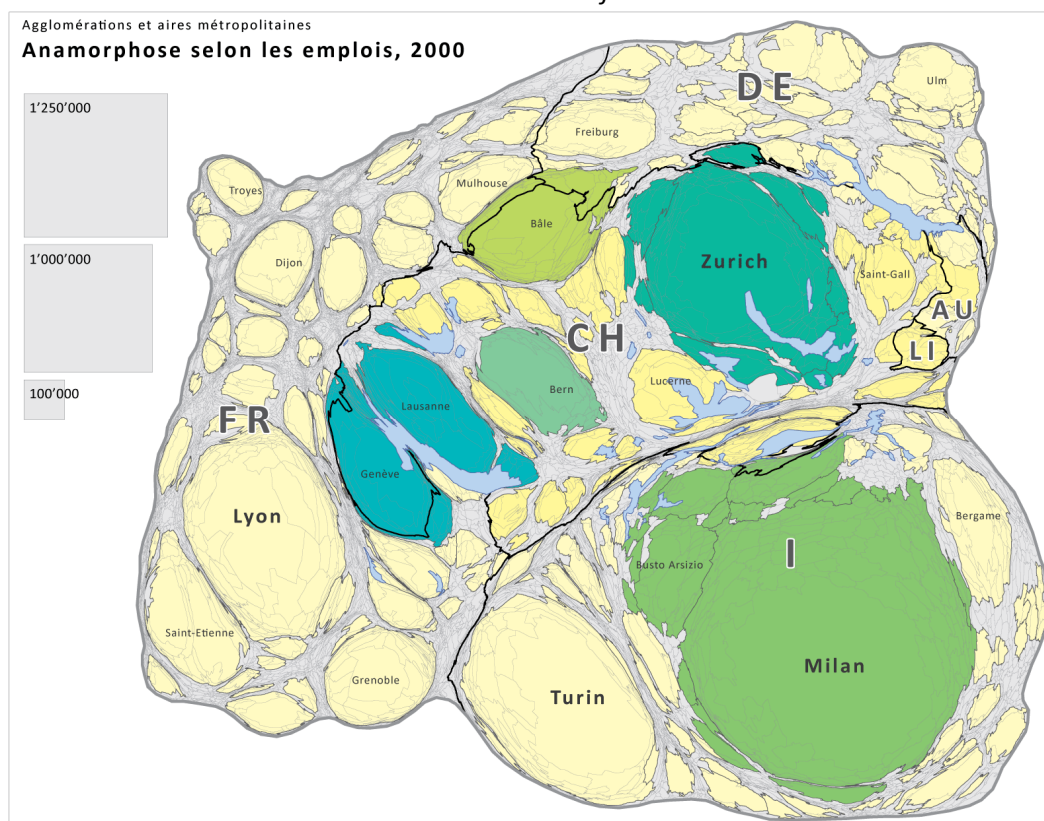 Agglomérations et aires métropolitaines
Anamorphose selon les emplois, 2000
1'250'000
1'000'000
100'000
DE
Ulm
Freiburg
Troyes
Mulhouse
Bâle
Dijon
Zurich
Saint-Gall
AU
CH
LI
Lucerne
Bern
Lausanne
FR
Genève
Lyon
Bergame
I
Busto Arsizio
Saint-Etienne
Milan
Grenoble
Turin